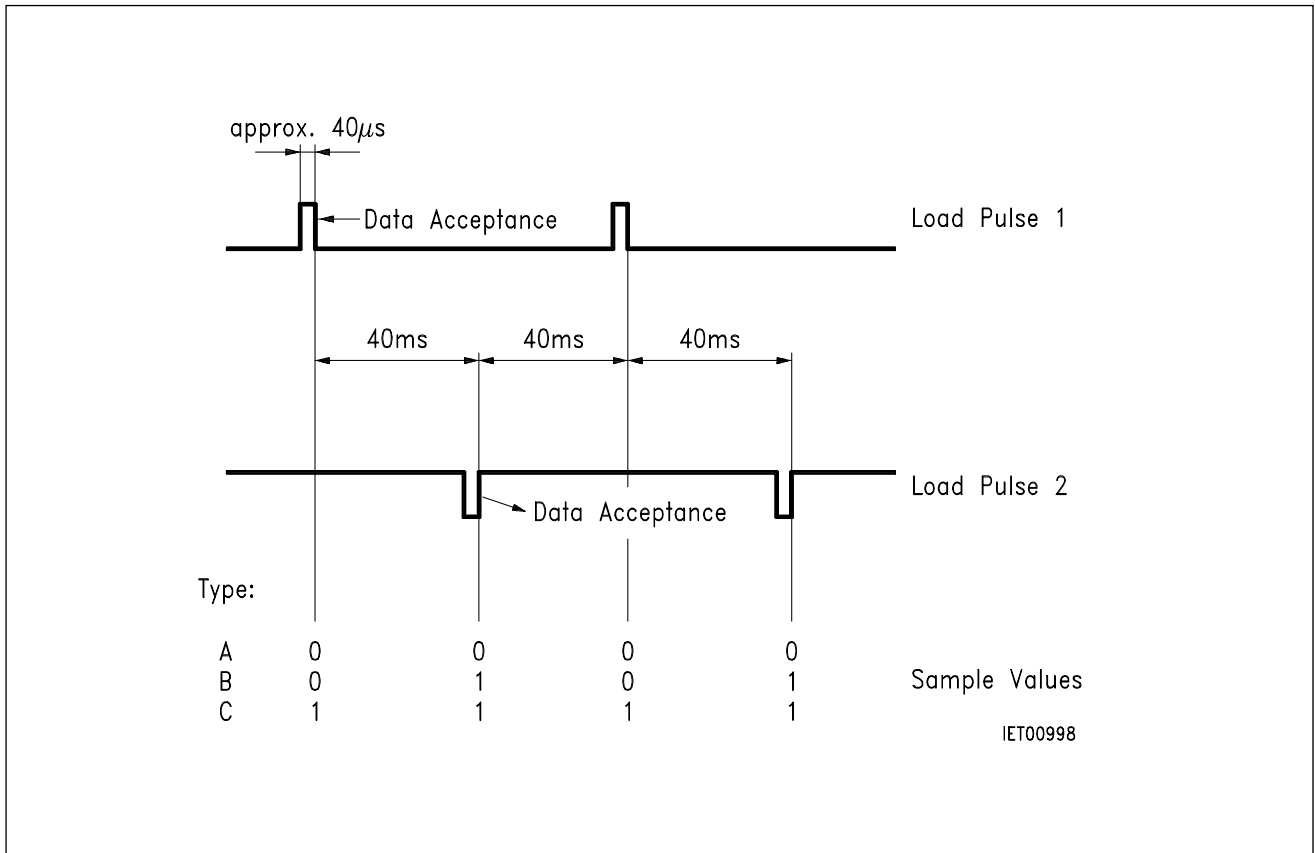 approx. 40µs
Data Acceptance
Load Pulse 1
40ms 40ms 40ms
Load Pulse 2
Data Acceptance
Type:
A 0 0 0 0
B 0 1 0 1 Sample Values
C 1 1 1 1
IET00998